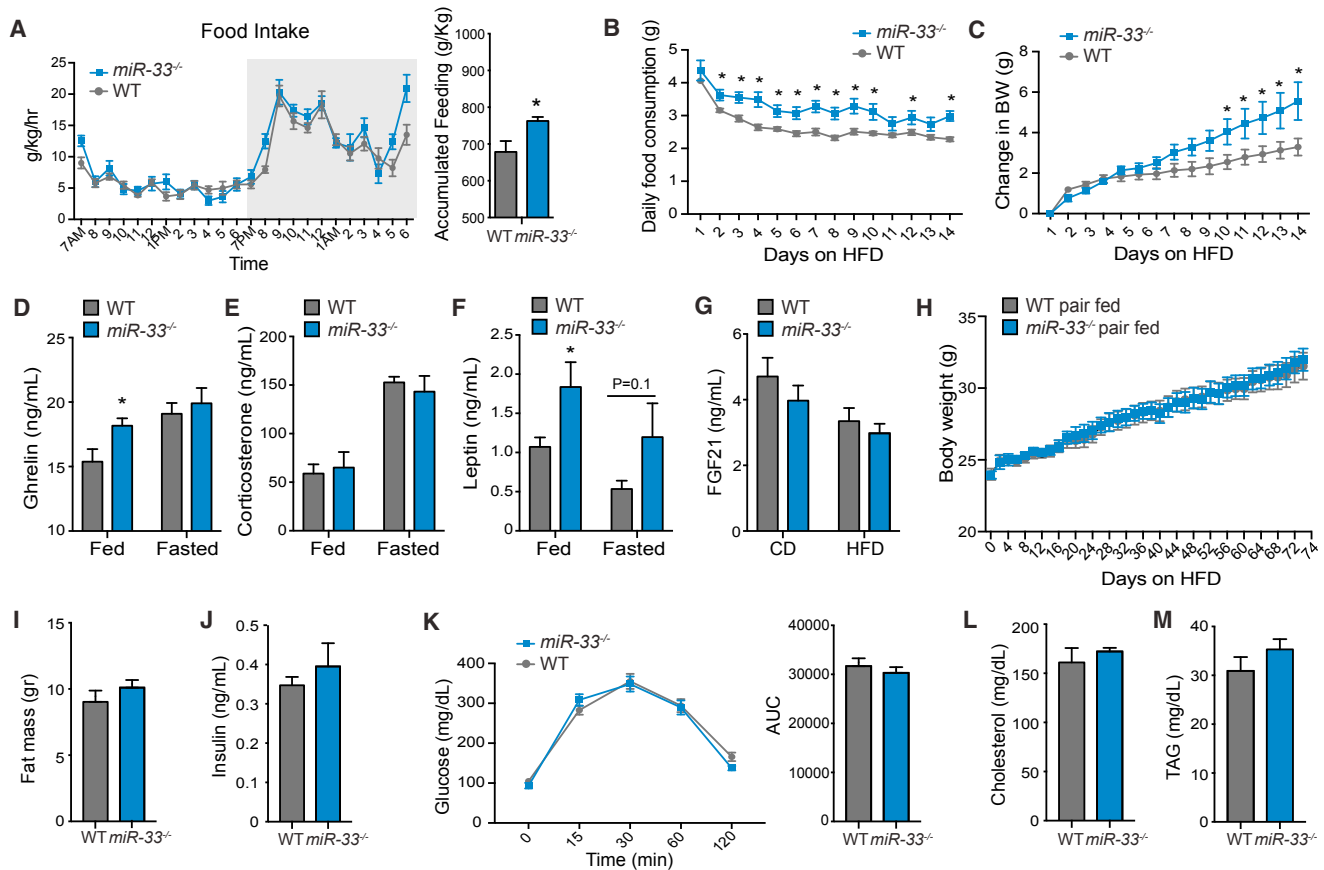 A
Food Intake
miR-33-/-
WT
g/kg/hr
25
20
15
10
5
0
7AM 8 9 10 11 12 1PM 2 3 4 5 6 7PM 8 9 10 11 12 1AM 2 3 4 5 6
Time
Accumulated Feeding (g/Kg)
1000
900
800
700
600
500
*
WT miR-33-/-
B
miR-33-/-
WT
Daily food consumption (g)
5
4
3
2
1
0
* * * * * * * * * * *
1 2 3 4 5 6 7 8 9 10 11 12 13 14
Days on HFD
C
miR-33-/-
WT
Change in BW (g)
8
6
4
2
0
* * * * *
1 2 3 4 5 6 7 8 9 10 11 12 13 14
Days on HFD
D
WT
miR-33-/-
Ghrelin (ng/mL)
25
20
15
10
*
Fed Fasted
E
WT
miR-33-/-
Corticosterone (ng/mL)
200
150
100
50
0
Fed Fasted
F
WT
miR-33-/-
Leptin (ng/mL)
2.5
2.0
1.5
1.0
0.5
0
*
P=0.1
Fed Fasted
G
WT
miR-33-/-
FGF21 (ng/mL)
6
4
2
0
CD HFD
H
WT pair fed
miR-33-/- pair fed
Body weight (g)
35
30
25
20
0 4 8 12 16 20 24 28 32 36 40 44 48 52 56 60 64 68 72 74
Days on HFD
I
Fat mass (gr)
15
10
5
0
WT miR-33-/-
J
Insulin (ng/mL)
0.5
0.4
0.3
0.2
0.1
0
WT miR-33-/-
K
miR-33-/-
WT
Glucose (mg/dL)
400
300
200
100
0
0 15 30 60 120
Time (min)
AUC
40000
30000
20000
10000
0
WT miR-33-/-
L
Cholesterol (mg/dL)
200
150
100
50
0
WT miR-33-/-
M
TAG (mg/dL)
40
30
20
10
0
WT miR-33-/-